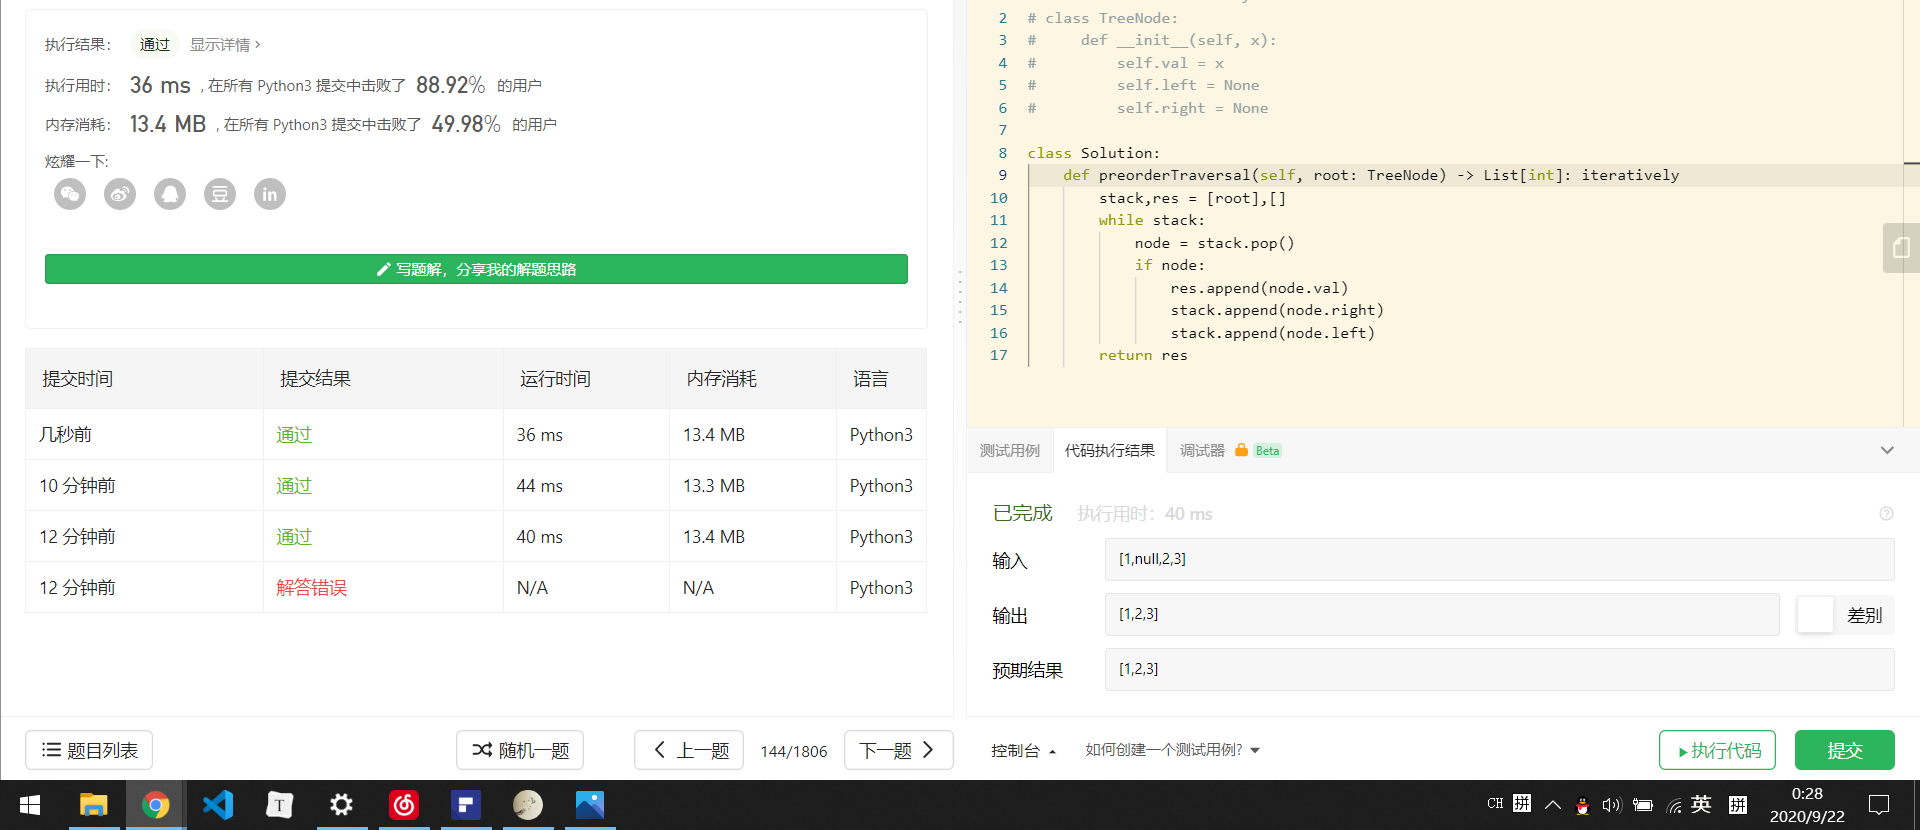 执行结果： 通过 显示详情 ›
执行用时： 36 ms , 在所有 Python3 提交中击败了 88.92% 的用户
内存消耗： 13.4 MB , 在所有 Python3 提交中击败了 49.98% 的用户
炫耀一下:
豆 in
写题解，分享我的解题思路
提交时间 提交结果 运行时间 内存消耗 语言
几秒前 通过 36 ms 13.4 MB Python3
10 分钟前 通过 44 ms 13.3 MB Python3
12 分钟前 通过 40 ms 13.4 MB Python3
12 分钟前 解答错误 N/A N/A Python3
题目列表 随机一题 上一题 144/1806 下一题
2 # class TreeNode:
3 #     def __init__(self, x):
4 #         self.val = x
5 #         self.left = None
6 #         self.right = None
7
8 class Solution:
9     def preorderTraversal(self, root: TreeNode) -> List[int]: iteratively
10         stack,res = [root],[]
11         while stack:
12             node = stack.pop()
13             if node:
14                 res.append(node.val)
15                 stack.append(node.right)
16                 stack.append(node.left)
17         return res
测试用例 代码执行结果 调试器 Beta
已完成 执行用时： 40 ms
输入 [1,null,2,3]
输出 [1,2,3] 差别
预期结果 [1,2,3]
控制台 如何创建一个测试用例? 执行代码 提交
T CH 拼 英 拼 0:28
2020/9/22